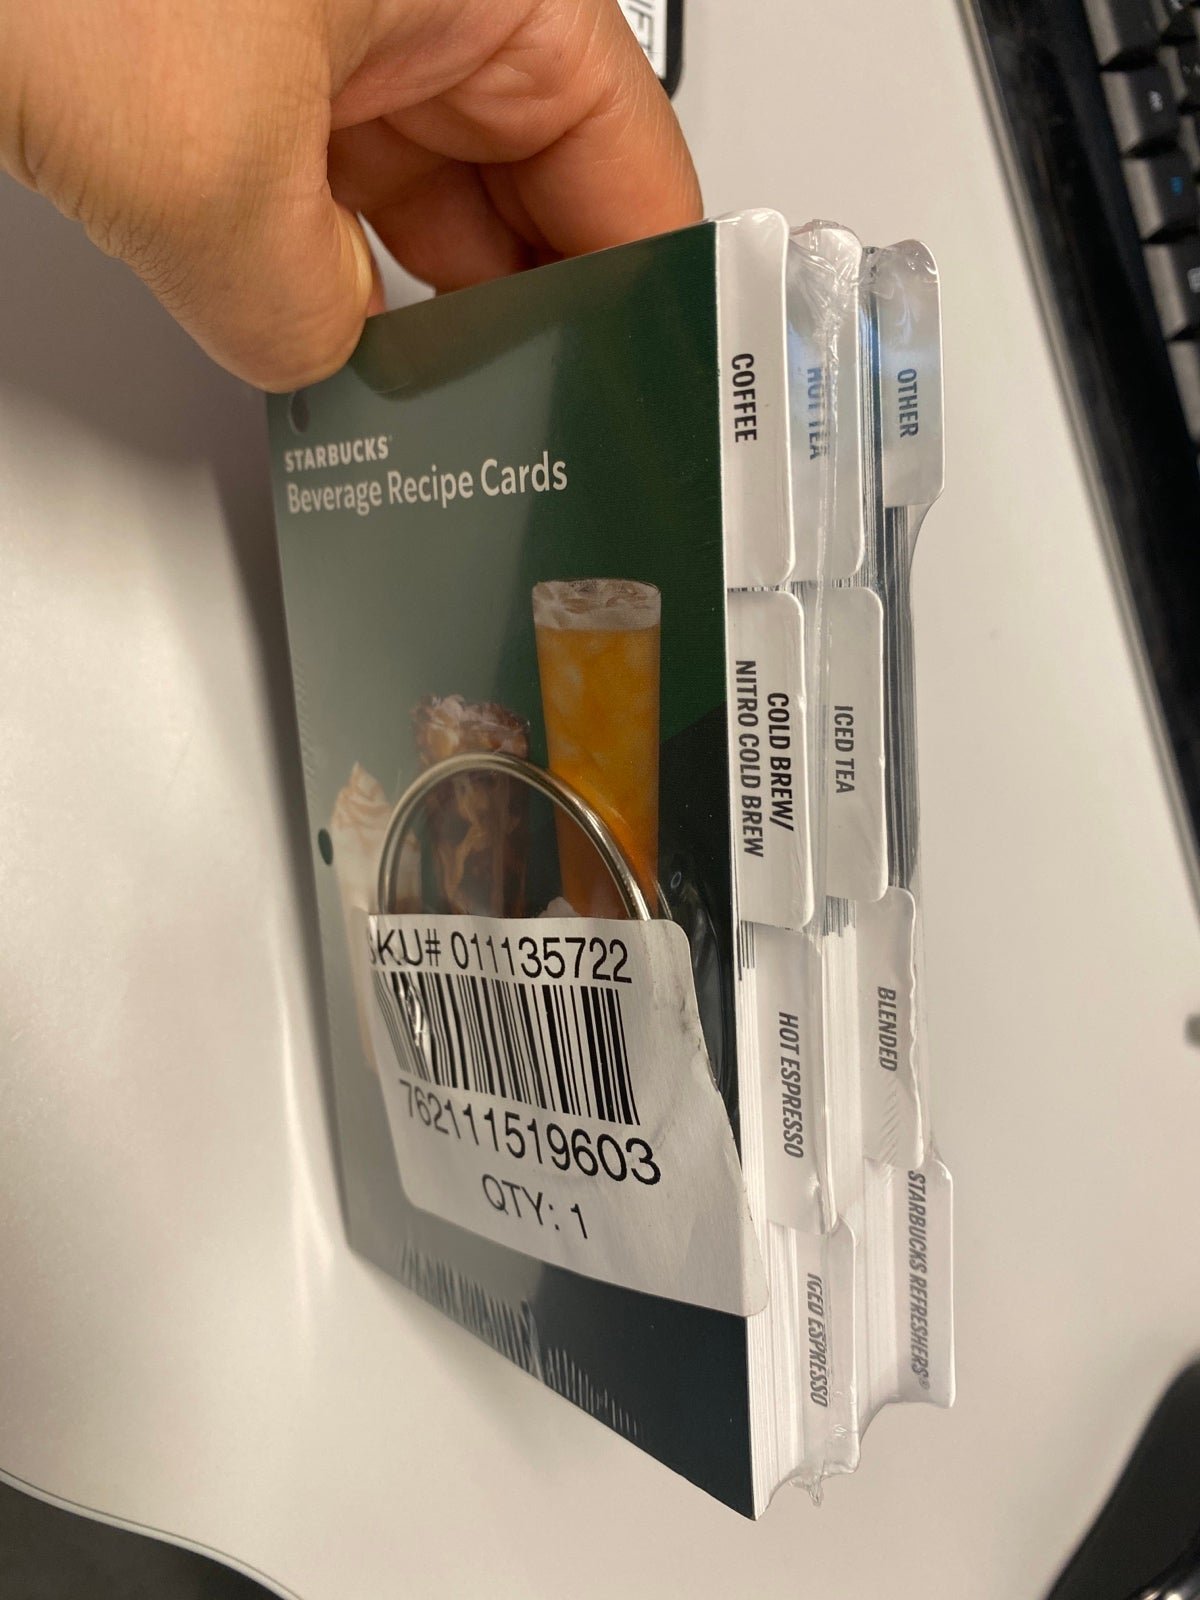 STARBUCKS
Beverage Recipe Cards
SKU# 011135722
762111519603
QTY: 1
COFFEE
COLD BREW/
NITRO COLD BREW
HOT ESPRESSO
ICED ESPRESSO
HOT TEA
ICED TEA
BLENDED
STARBUCKS REFRESHERS®
OTHER